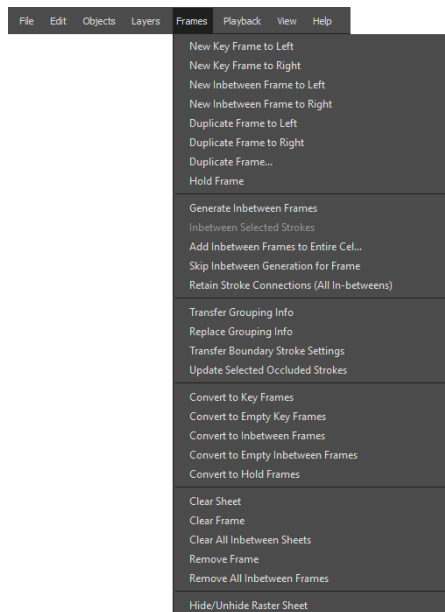 File Edit Objects Layers Frames Playback View Help
New Key Frame to Left
New Key Frame to Right
New Inbetween Frame to Left
New Inbetween Frame to Right
Duplicate Frame to Left
Duplicate Frame to Right
Duplicate Frame...
Hold Frame
Generate Inbetween Frames
Inbetween Selected Strokes
Add Inbetween Frames to Entire Cel...
Skip Inbetween Generation for Frame
Retain Stroke Connections (All In-betweens)
Transfer Grouping Info
Replace Grouping Info
Transfer Boundary Stroke Settings
Update Selected Occluded Strokes
Convert to Key Frames
Convert to Empty Key Frames
Convert to Inbetween Frames
Convert to Empty Inbetween Frames
Convert to Hold Frames
Clear Sheet
Clear Frame
Clear All Inbetween Sheets
Remove Frame
Remove All Inbetween Frames
Hide/Unhide Raster Sheet